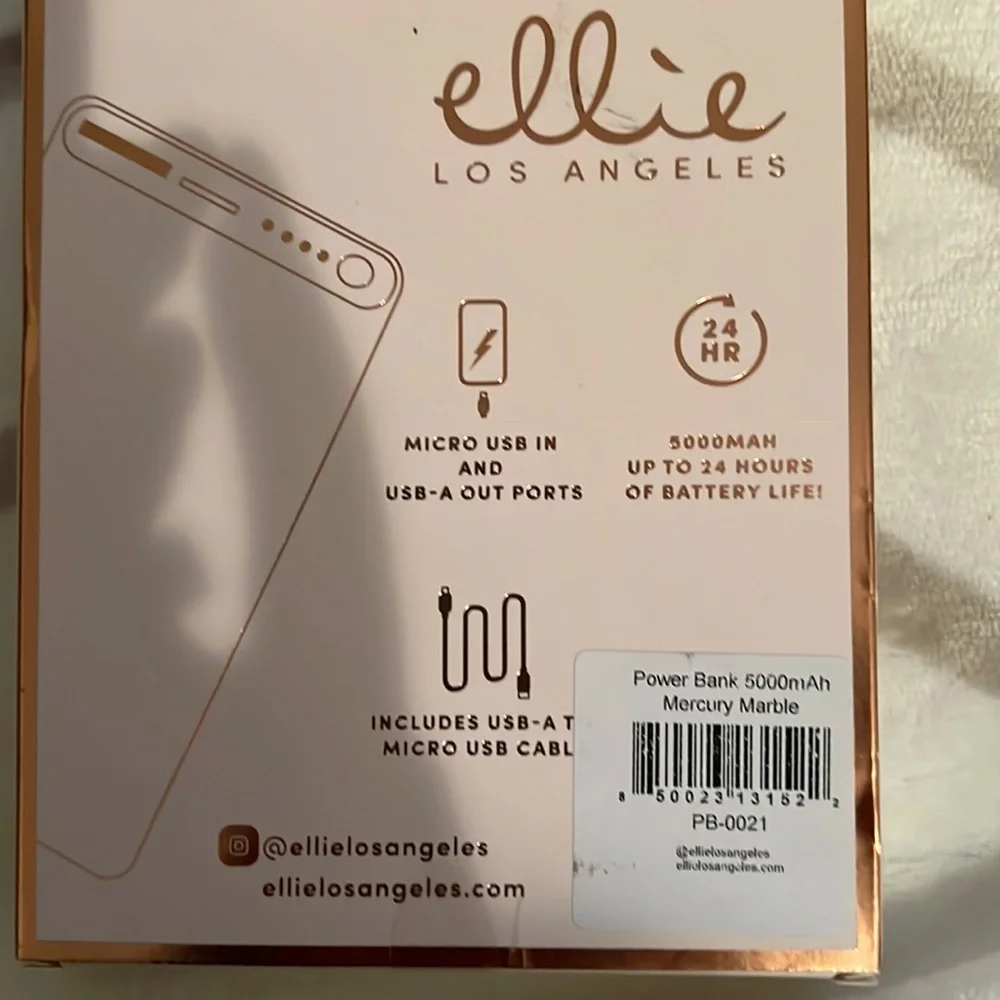 ellie
LOS ANGELES
24
HR
MICRO USB IN
AND
USB-A OUT PORTS
5000MAH
UP TO 24 HOURS
OF BATTERY LIFE!
INCLUDES USB-A T
MICRO USB CABL
Power Bank 5000mAh
Mercury Marble
8 50023 13152 2
PB-0021
@ellielosangeles
ellielosangeles.com
@ellielosangeles
ellielosangeles.com